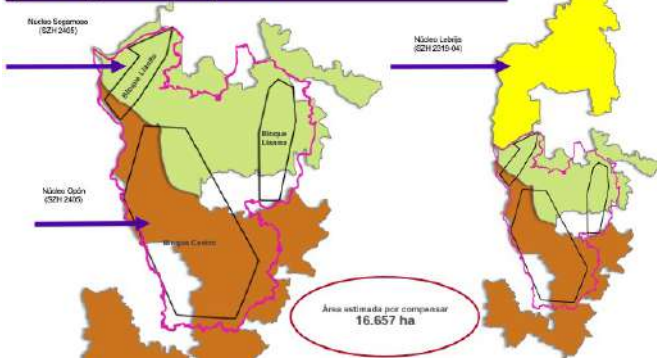 Núcleo Sogamoso
(SZH 2405)
Bloque Llanito
Bloque
Lisama
Núcleo Opón
(SZH 2405)
Bloque Centro
Núcleo Lebrija
(SZH 2319-04)
Área estimada por compensar
16.657 ha